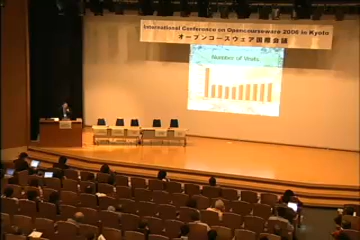 International Conference on Opencourseware 2006 in Kyoto
オープンコースウェア国際会議
Number of Visits